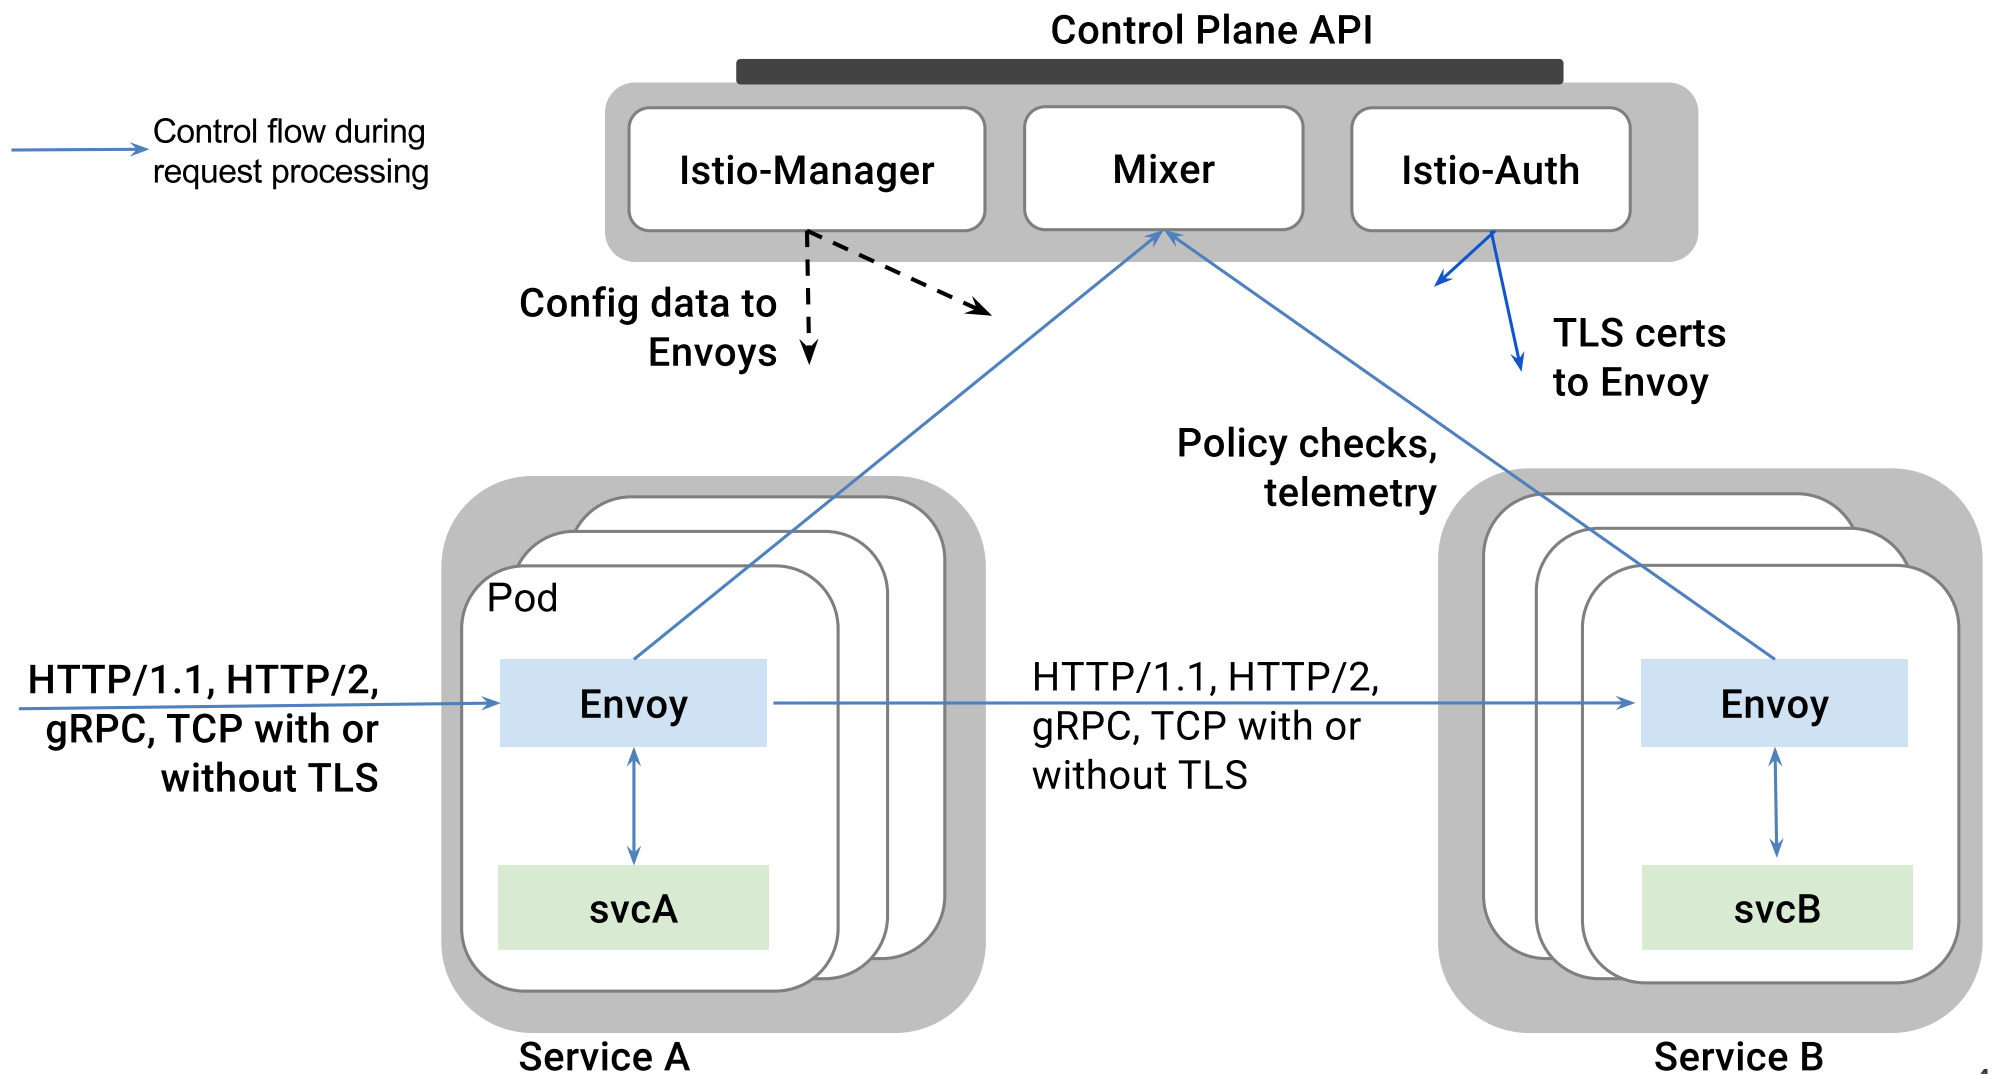 Control Plane API
Control flow during
request processing
Istio-Manager
Mixer
Istio-Auth
Config data to
Envoys
TLS certs
to Envoy
Policy checks,
telemetry
Pod
HTTP/1.1, HTTP/2,
gRPC, TCP with or
without TLS
Envoy
HTTP/1.1, HTTP/2,
gRPC, TCP with or
without TLS
Envoy
svcA
svcB
Service A
Service B